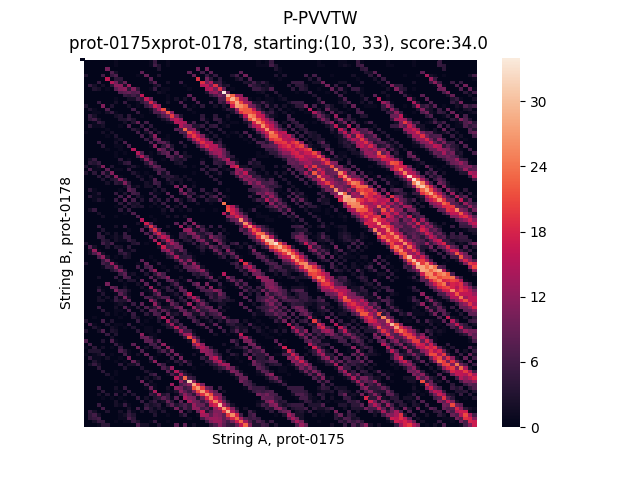 P-PVVTW
prot-0175xprot-0178, starting:(10, 33), score:34.0
String B, prot-0178
String A, prot-0175
30
24
18
12
6
0